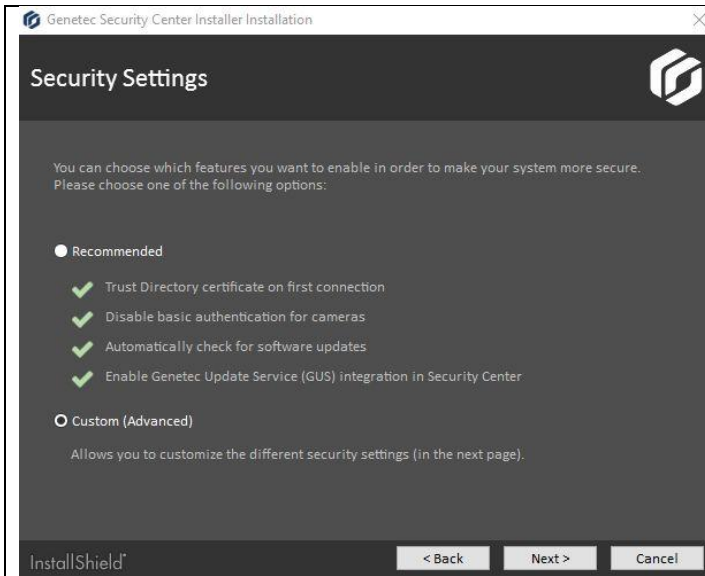 Genetec Security Center Installer Installation
Security Settings
You can choose which features you want to enable in order to make your system more secure.
Please choose one of the following options:
Recommended
Trust Directory certificate on first connection
Disable basic authentication for cameras
Automatically check for software updates
Enable Genetec Update Service (GUS) integration in Security Center
Custom (Advanced)
Allows you to customize the different security settings (in the next page).
InstallShield
< Back
Next >
Cancel